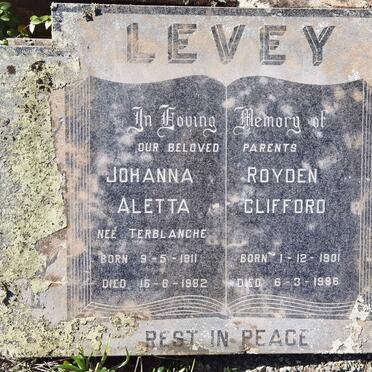 LEVEY
In Loving Memory of
OUR BELOVED PARENTS
JOHANNA
ALETTA
NEÉ TERBLANCHE
BORN 9-5-1911
DIED 16-6-1982
ROYDEN
CLIFFORD
BORN 1-12-1901
DIED 6-3-1986
REST IN PEACE